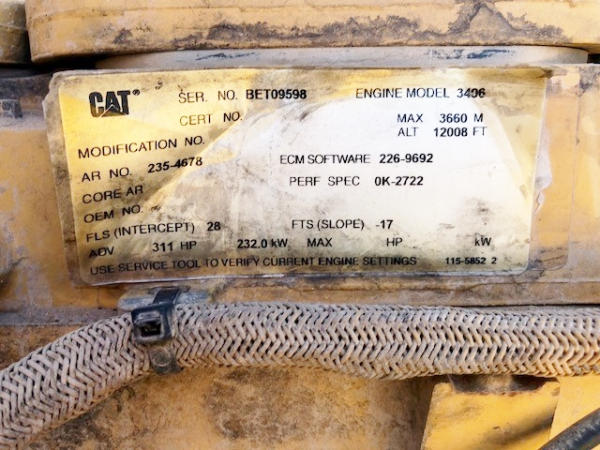 CAT® SER. NO. BET09598 ENGINE MODEL 3406
CERT NO. MAX 3660 M
MODIFICATION NO. ALT 12008 FT
AR NO. 235-4678 ECM SOFTWARE 226-9692
CORE AR PERF SPEC 0K-2722
OEM NO.
FLS (INTERCEPT) 28 FTS (SLOPE) -17
ADV 311 HP 232.0 kW MAX HP kW
USE SERVICE TOOL TO VERIFY CURRENT ENGINE SETTINGS 115-5852 2